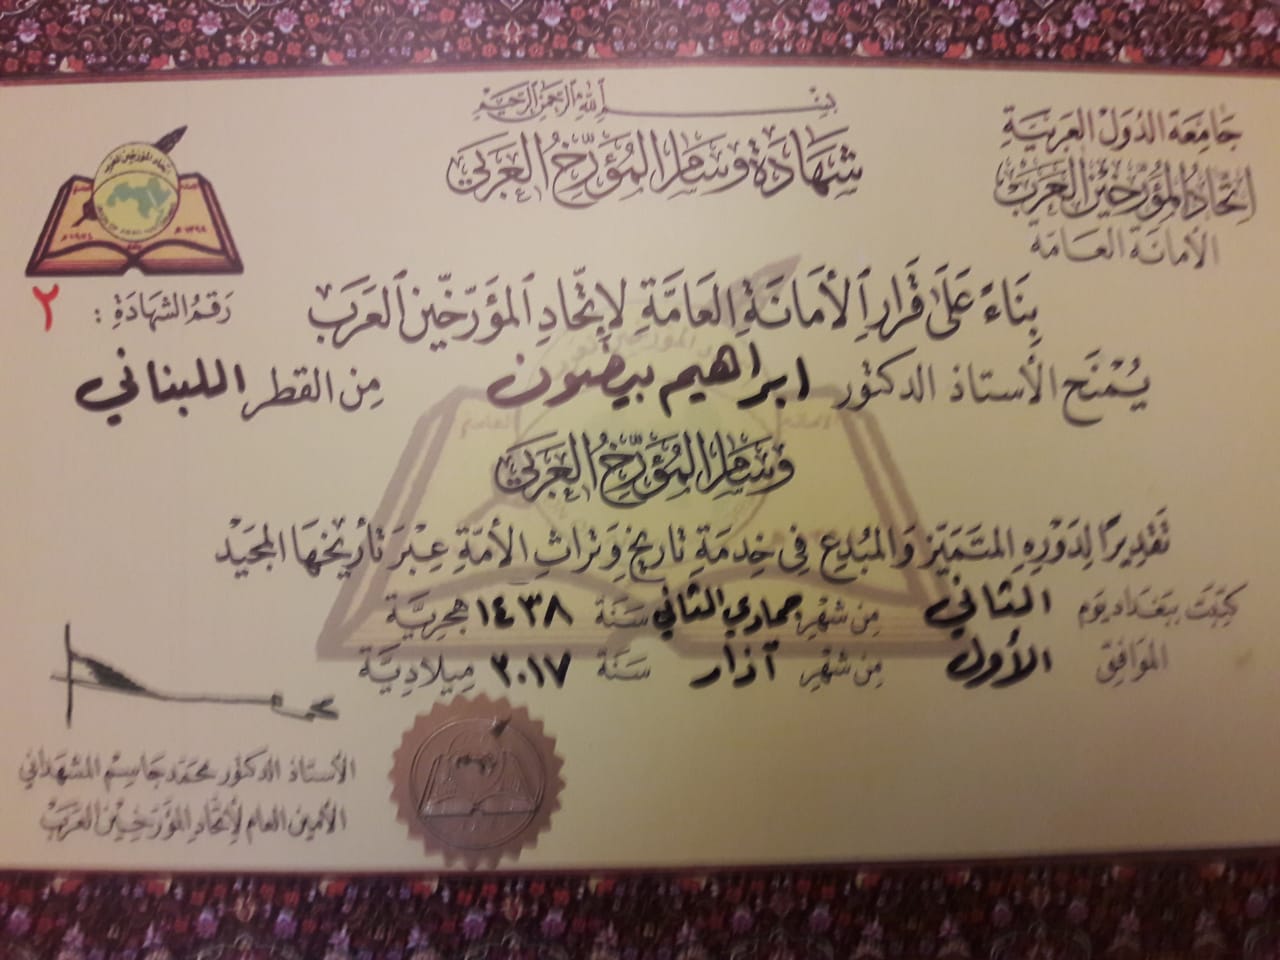 بسم الله الرحمن الرحيم
جامعة الدول العربية
اتحاد المؤرخين العرب
الأمانة العامة
شهادة وسام المؤرخ العربي
رقم الشهادة : ٢
بناءً على قرار الأمانة العامة لإتحاد المؤرخين العرب
يمنح الأستاذ الدكتور ابراهيم بيضون من القطر اللبناني
وسام المؤرخ العربي
تقديراً لدوره المتميز والمبدع في خدمة تاريخ وتراث الأمة عبر تأريخها المجيد
كتبت ببغداد يوم الثاني من شهر جمادي الثاني سنة ١٤٣٨ هجرية
الموافق الأول من شهر آذار سنة ٢٠١٧ ميلادية
الأستاذ الدكتور محمد جاسم المشهداني
الأمين العام لإتحاد المؤرخين العرب